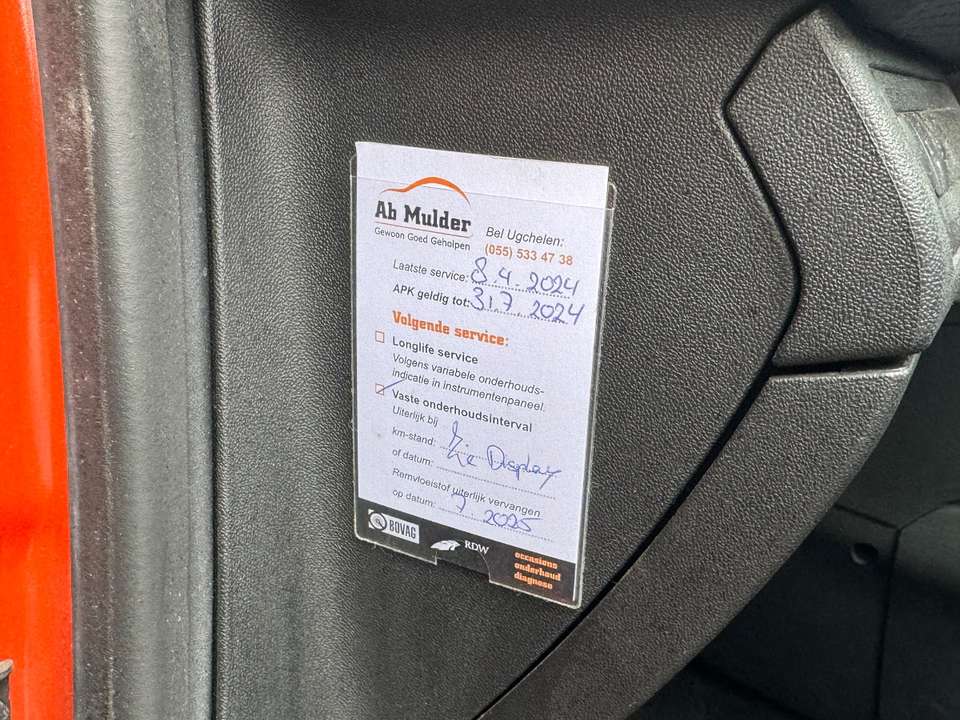 Ab Mulder
Gewoon Goed Geholpen
Bel Ugchelen:
(055) 533 47 38
Laatste service: 8.4.2024
APK geldig tot: 31.7.2024
Volgende service:
Longlife service
Volgens variabele onderhouds-
indicatie in instrumentenpaneel.
Vaste onderhoudsinterval
Uiterlijk bij
km-stand: Zie Display
of datum:
Remvloeistof uiterlijk vervangen
op datum: 7 2025
BOVAG
RDW
occasions
onderhoud
diagnose